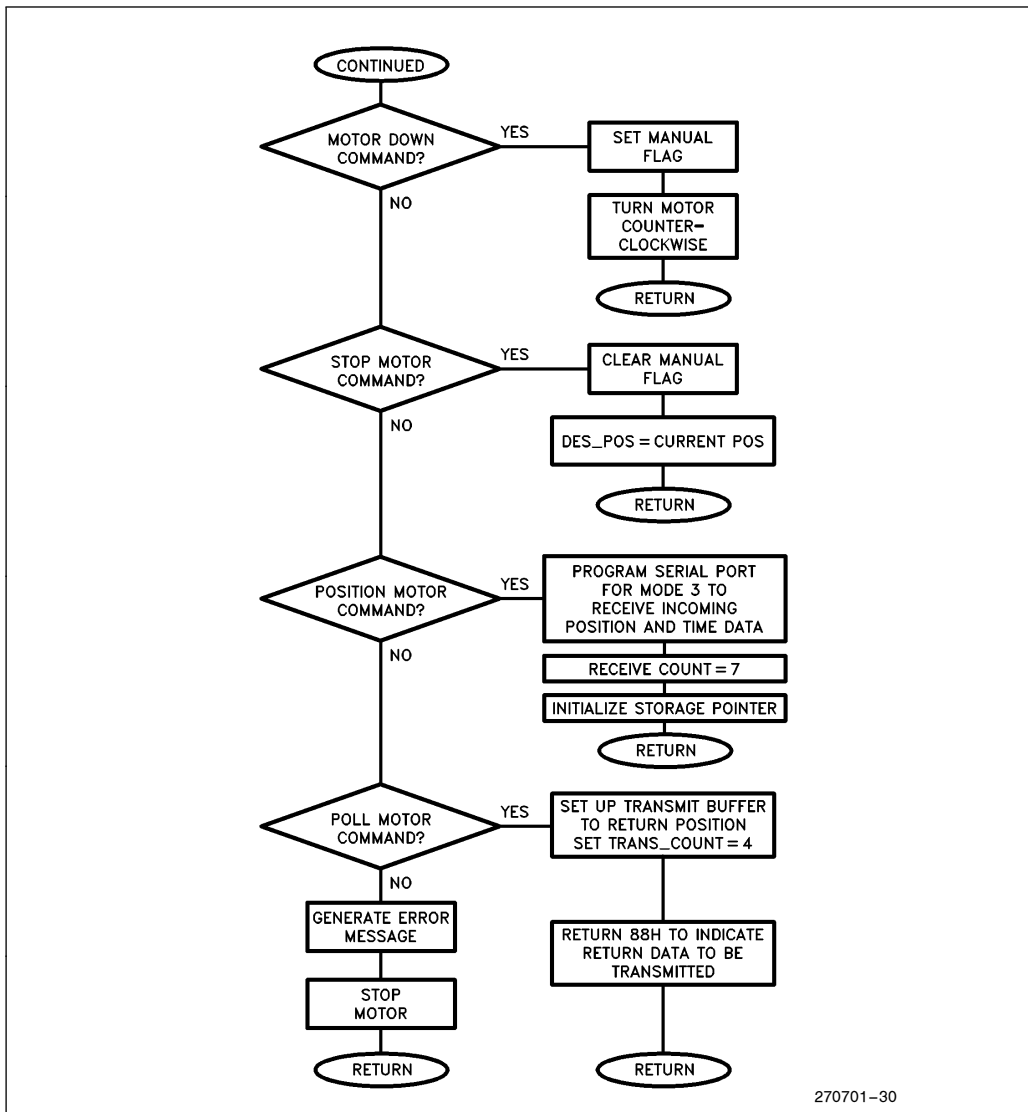 CONTINUED
MOTOR DOWN
COMMAND?
YES
SET MANUAL
FLAG
TURN MOTOR
COUNTER-
CLOCKWISE
RETURN
NO
STOP MOTOR
COMMAND?
YES
CLEAR MANUAL
FLAG
DES_POS = CURRENT POS
RETURN
NO
POSITION MOTOR
COMMAND?
YES
PROGRAM SERIAL PORT
FOR MODE 3 TO
RECEIVE INCOMING
POSITION AND TIME DATA
RECEIVE COUNT = 7
INITIALIZE STORAGE POINTER
RETURN
NO
POLL MOTOR
COMMAND?
YES
SET UP TRANSMIT BUFFER
TO RETURN POSITION
SET TRANS_COUNT = 4
RETURN 88H TO INDICATE
RETURN DATA TO BE
TRANSMITTED
RETURN
NO
GENERATE ERROR
MESSAGE
STOP
MOTOR
RETURN
270701-30